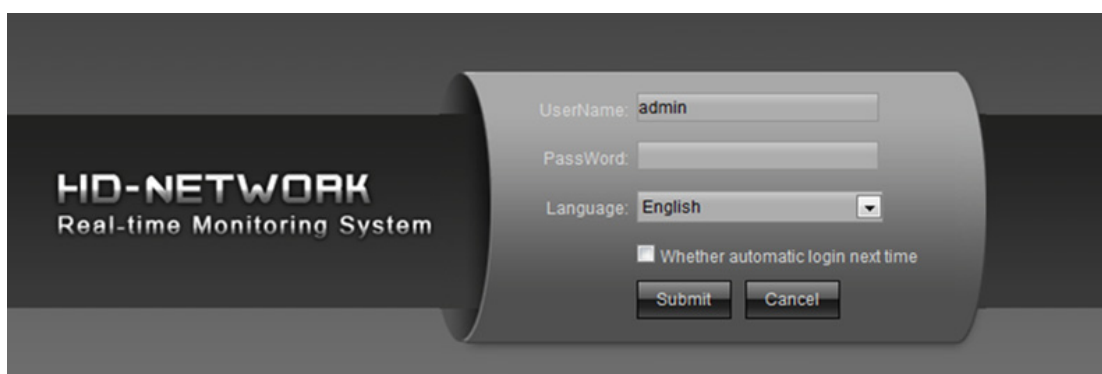 HD-NETWORK
Real-time Monitoring System
UserName: admin
PassWord:
Language: English
Whether automatic login next time
Submit Cancel